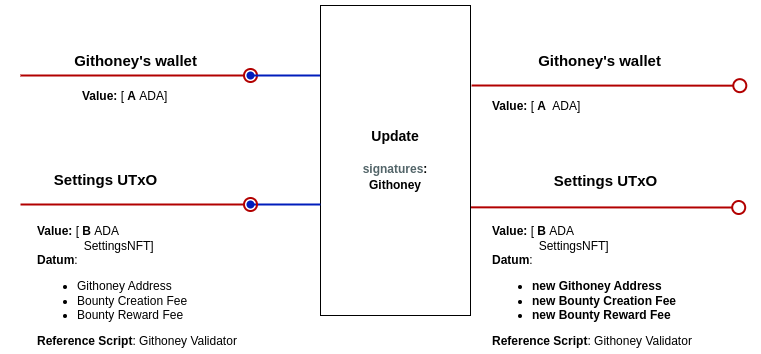 Githoney's wallet
Value: [ A ADA]
Settings UTxO
Value: [ B ADA
SettingsNFT]
Datum:
• Githoney Address
• Bounty Creation Fee
• Bounty Reward Fee
Reference Script: Githoney Validator
Update
signatures:
Githoney
Githoney's wallet
Value: [ A ADA]
Settings UTxO
Value: [ B ADA
SettingsNFT]
Datum:
• new Githoney Address
• new Bounty Creation Fee
• new Bounty Reward Fee
Reference Script: Githoney Validator